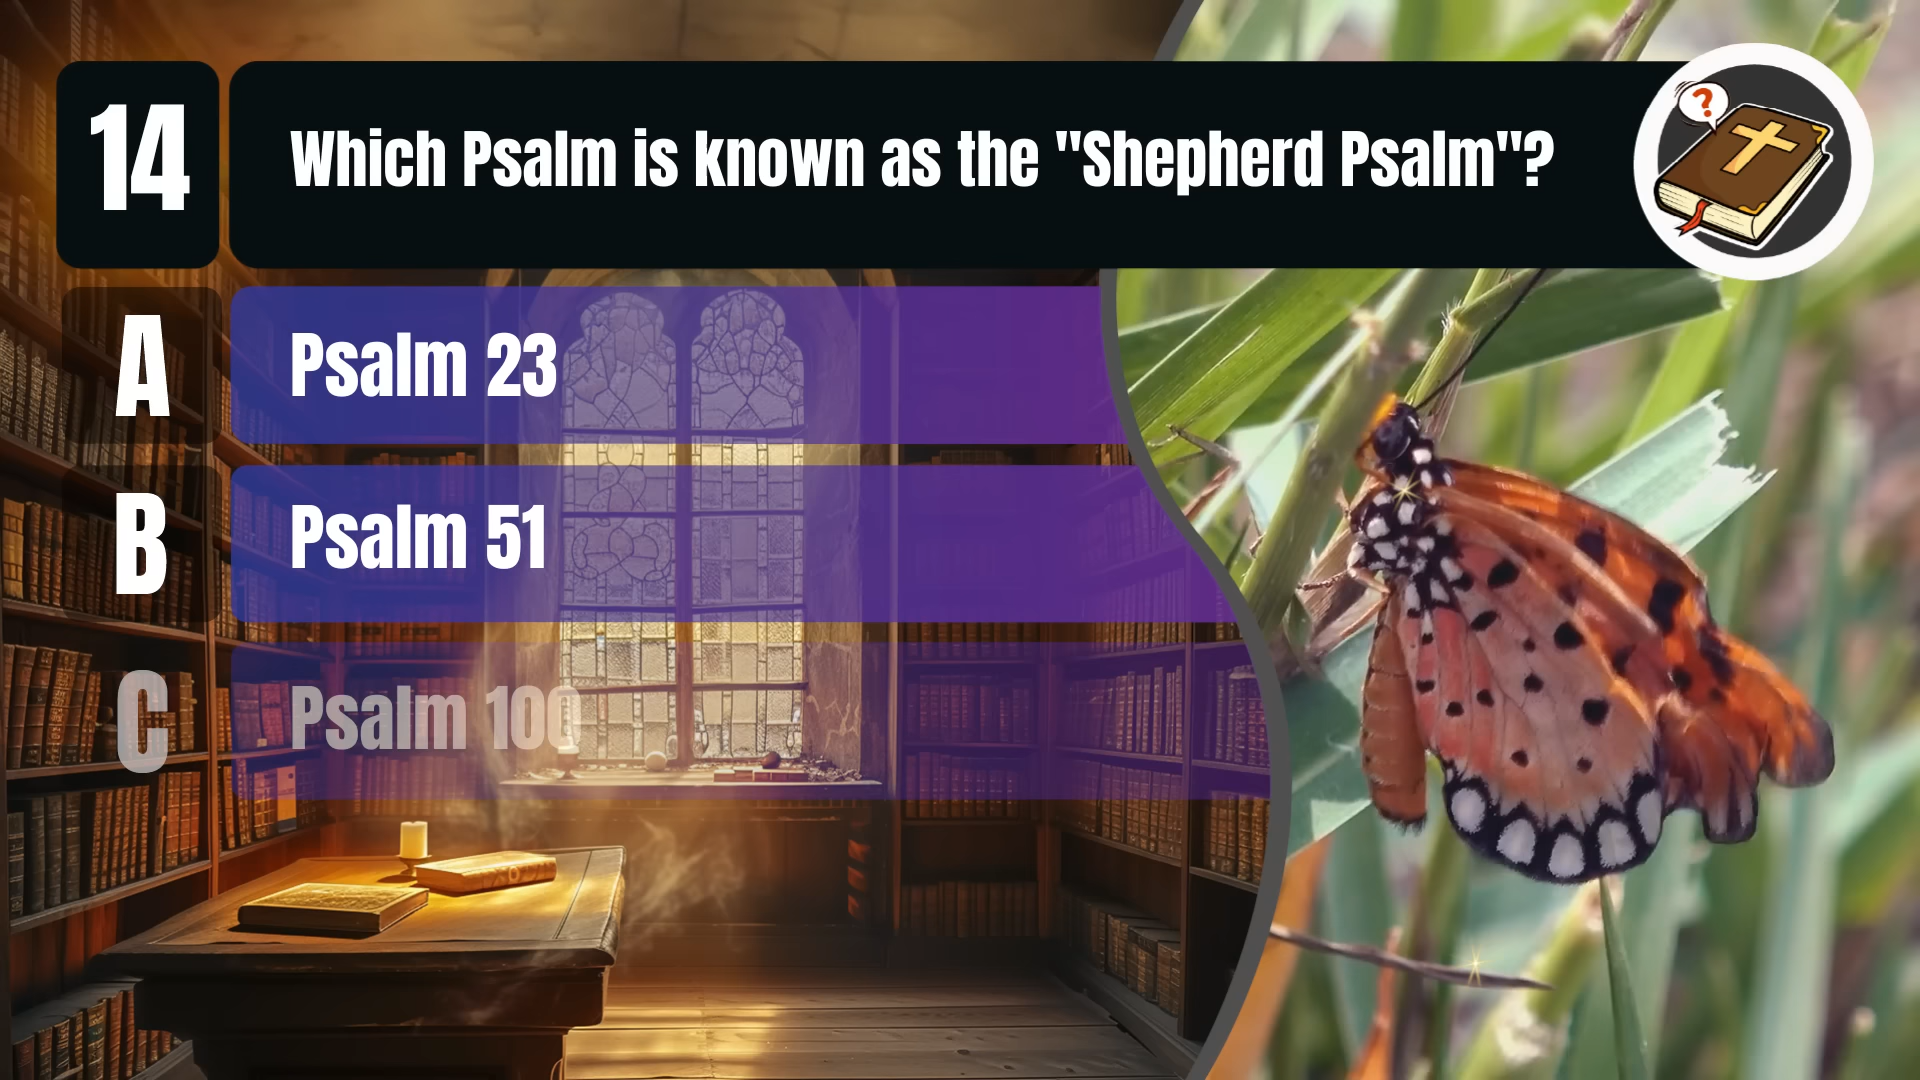 14
Which Psalm is known as the "Shepherd Psalm"?
?
A
Psalm 23
B
Psalm 51
C
Psalm 100